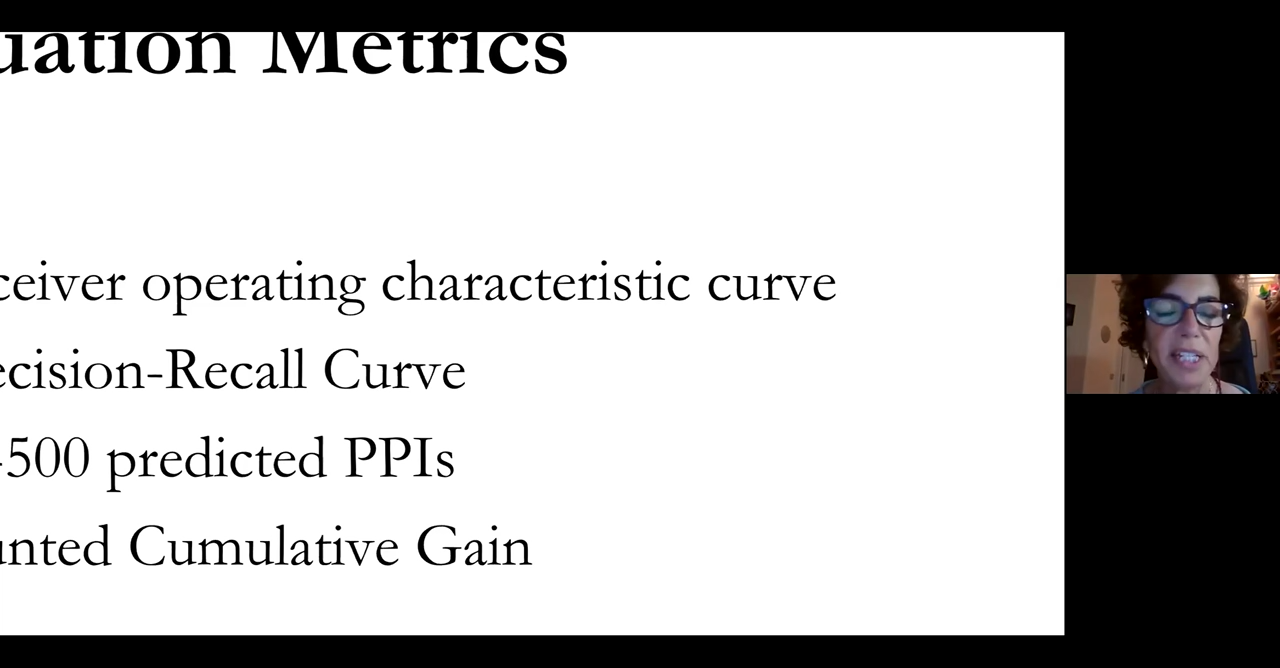 uation Metrics
ceiver operating characteristic curve
ecision-Recall Curve
-500 predicted PPIs
unted Cumulative Gain